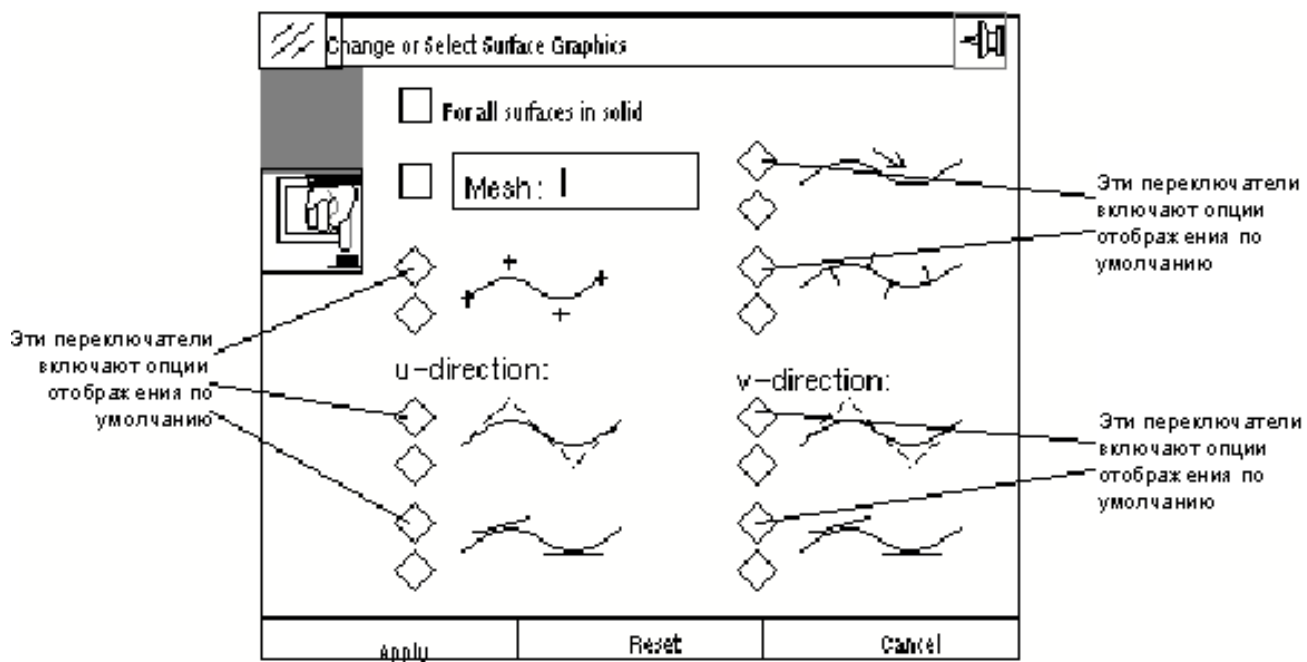 Change or Select Surface Graphics
For all surfaces in solid
Mesh:
Эти переключатели
включают опции
отображения по
умолчанию
Эти переключатели
включают опции
отображения по
умолчанию
u-direction:
v-direction:
Эти переключатели
включают опции
отображения по
умолчанию
Apply
Reset
Cancel